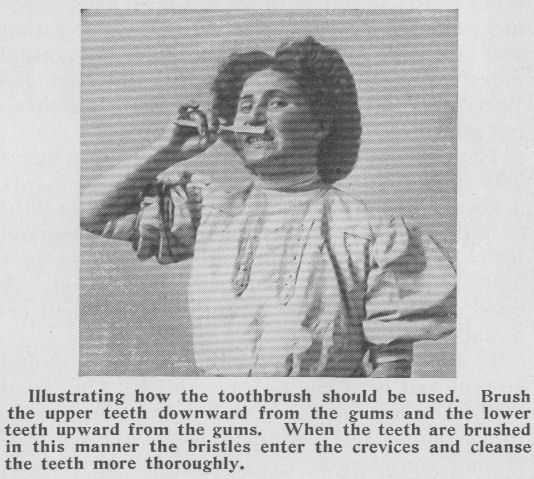 Illustrating how the toothbrush should be used. Brush
the upper teeth downward from the gums and the lower
teeth upward from the gums. When the teeth are brushed
in this manner the bristles enter the crevices and cleanse
the teeth more thoroughly.